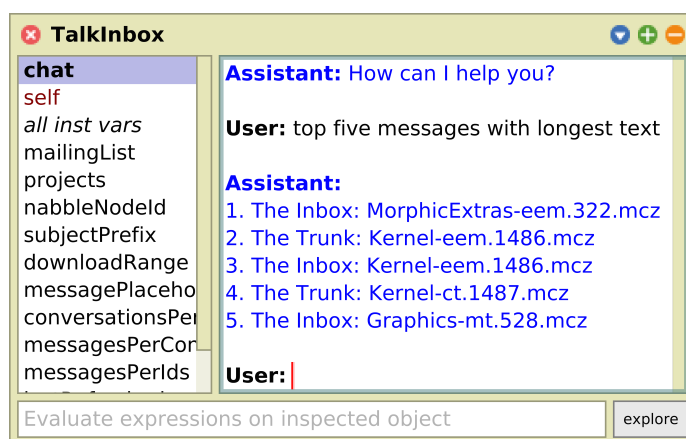 TalkInbox
chat
self
all inst vars
mailingList
projects
nabbleNodeId
subjectPrefix
downloadRange
messagePlaceho
conversationsPer
messagesPerCon
messagesPerIds
Assistant: How can I help you?
User: top five messages with longest text
Assistant:
1. The Inbox: MorphicExtras-eem.322.mcz
2. The Trunk: Kernel-eem.1486.mcz
3. The Inbox: Kernel-eem.1486.mcz
4. The Trunk: Kernel-ct.1487.mcz
5. The Inbox: Graphics-mt.528.mcz
User:
Evaluate expressions on inspected object
explore